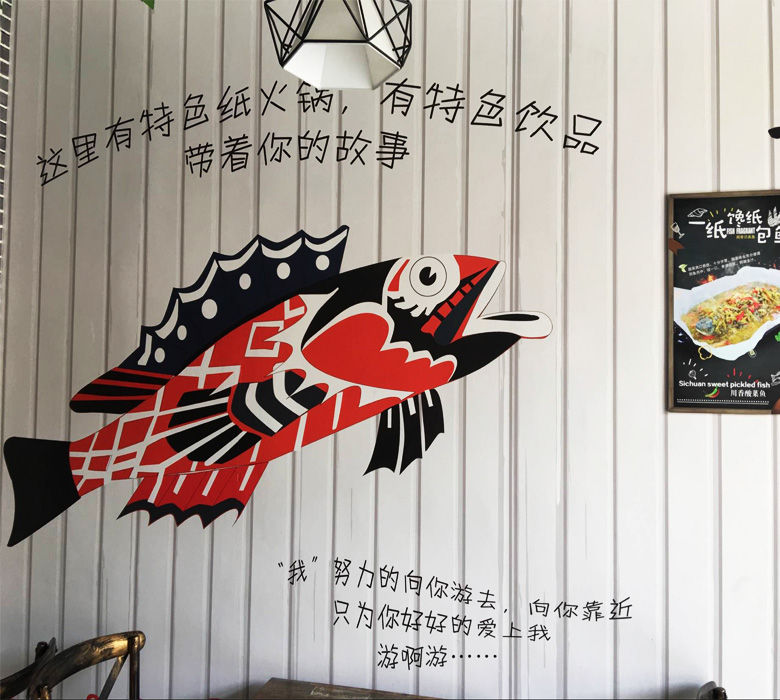 这里有特色纸火锅，有特色饮品
带着你的故事
一纸馋纸包鱼
FISH FRAGRANT
Sichuan sweet pickled fish
川香酸菜鱼
“我”努力的向你游去，向你靠近
只为你好好的爱上我
游啊游……